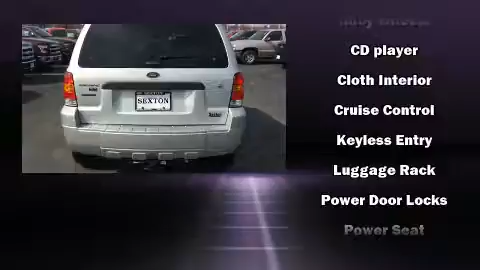 CD player
Cloth Interior
Cruise Control
Keyless Entry
Luggage Rack
Power Door Locks
Power Seat
SEXTON